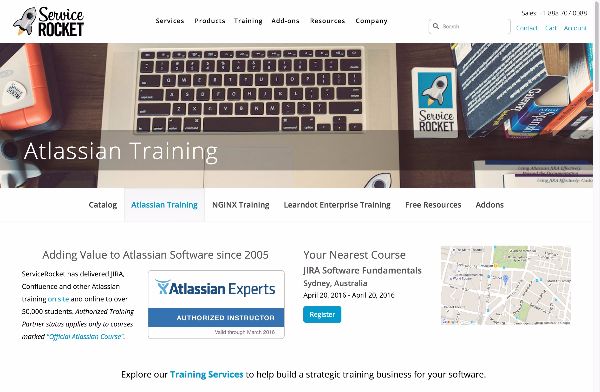 Service
ROCKET
Services Products Training Add-ons Resources Company
Search
Sales: +1 888 707 0088
Contact Cart Account
SERVICE
ROCKET
Atlassian Training
Catalog Atlassian Training NGINX Training Learndot Enterprise Training Free Resources Addons
Adding Value to Atlassian Software since 2005
ServiceRocket has delivered JIRA,
Confluence and other Atlassian
training on site and online to over
50,000 students. Authorized Training
Partner status applies only to courses
marked "Official Atlassian Course".
Atlassian Experts
AUTHORIZED INSTRUCTOR
Valid through March 2016
Your Nearest Course
JIRA Software Fundamentals
Sydney, Australia
April 20, 2016 - April 20, 2016
Register
Explore our Training Services to help build a strategic training business for your software.